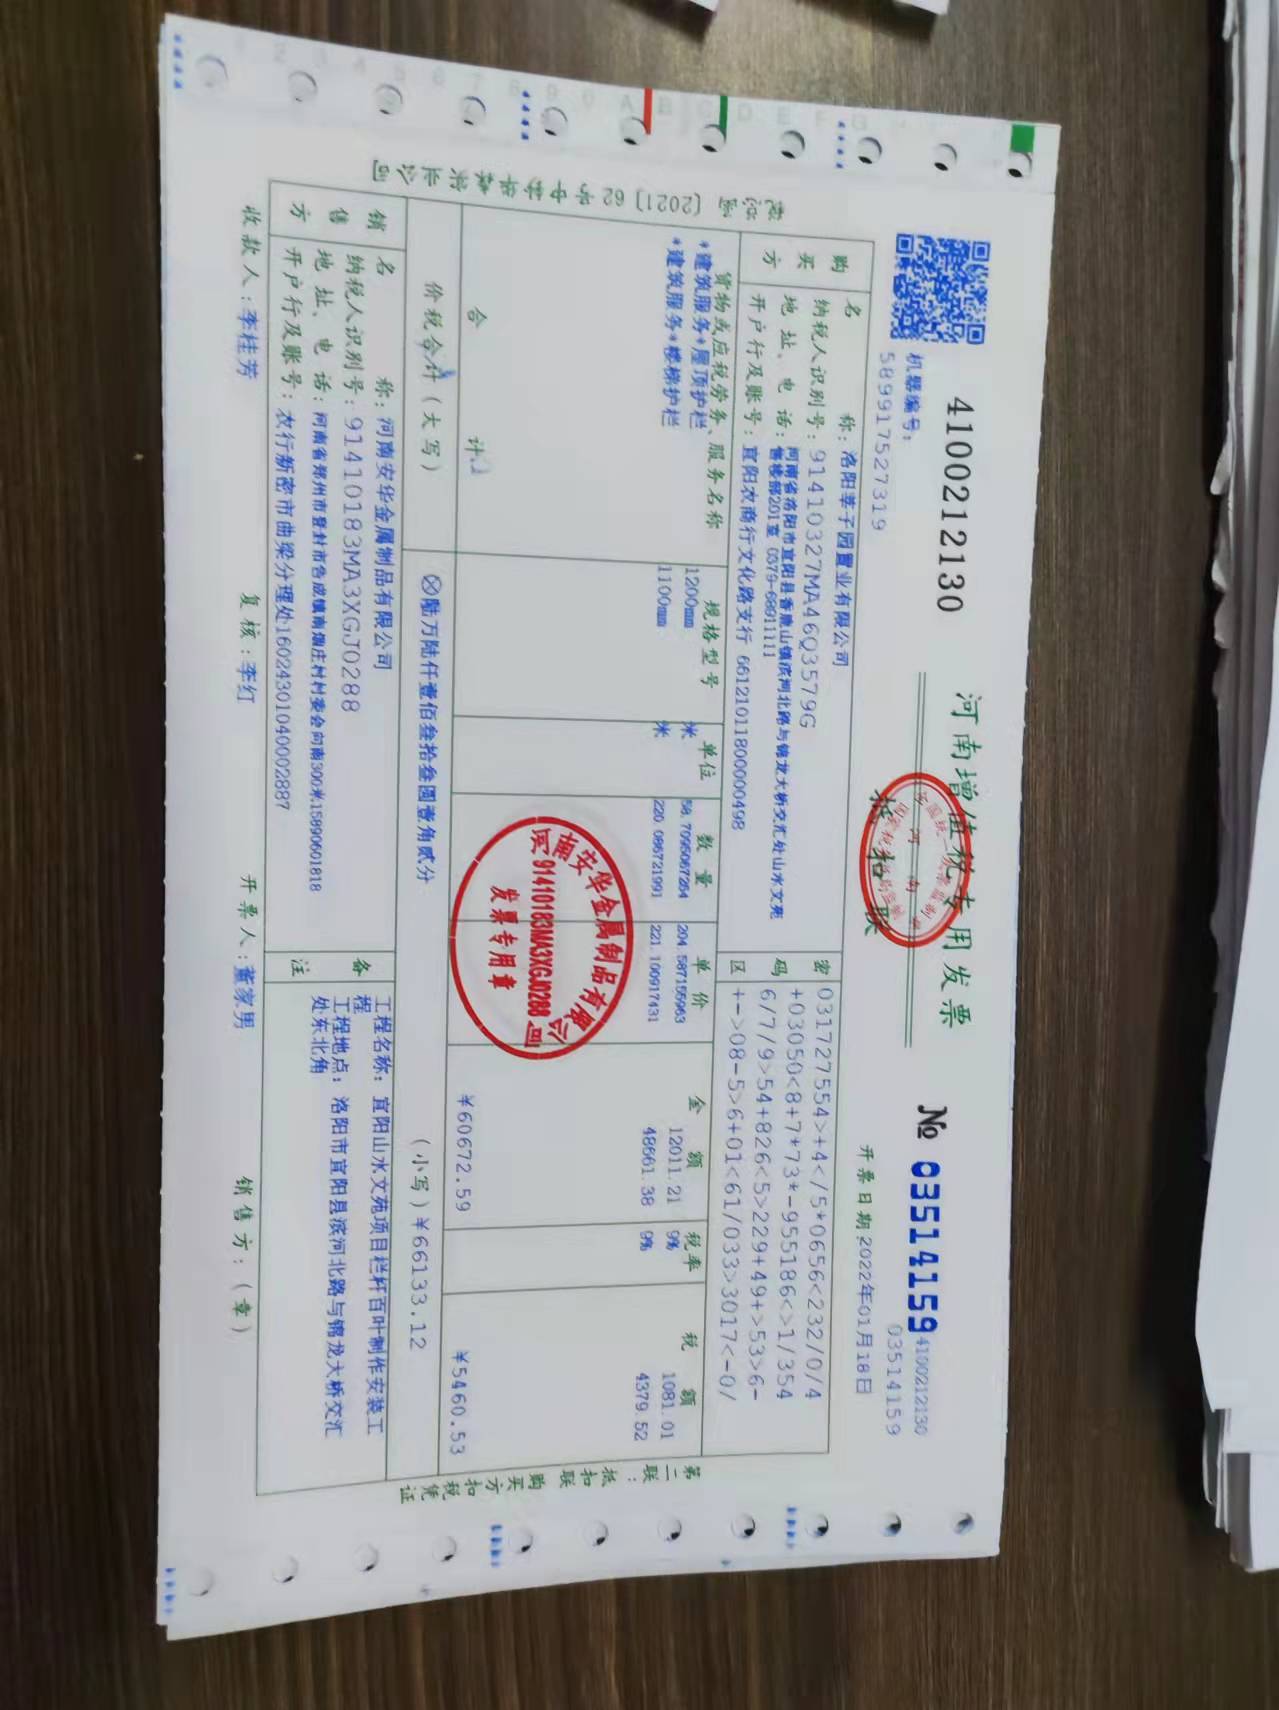 4100212130
河南增值税专用发票
抵扣联
№ 03514159
4100212130
03514159
机器编号:
589917527319
开票日期:2022年01月18日
购买方
名称: 洛阳莘子园置业有限公司
纳税人识别号: 91410327MA46Q3579G
地址、电话: 河南省洛阳市宜阳县香鹿山镇滨河北路与锦龙大桥交汇处山水文苑售楼部201室 0379-68911111
开户行及账号: 宜阳农商行文化路支行 66121011800000498
密码区
031727554>+4</5*0656<232/0/4
+03050<8+7+73*-955186<>1/354
6/7/9>54+826<5>229+49+>53>6-
+->08-5>6+01<61/033>3017<-0/
货物或应税劳务、服务名称 规格型号 单位 数量 单价 金额 税率 税额
*建筑服务*屋顶护栏 1200mm 米 58.7095067264 204.587155963 12011.21 9% 1081.01
*建筑服务*楼梯护栏 1100mm 米 220.086721991 221.100917431 48661.38 9% 4379.52
合计 ¥60672.59 ¥5460.53
价税合计(大写) ⊗陆万陆仟壹佰叁拾叁圆壹角贰分 (小写)¥66133.12
销售方
名称: 河南安华金属制品有限公司
纳税人识别号: 91410183MA3XGJ0288
地址、电话: 河南省郑州市登封市告成镇南烟庄村村委会向南300米15890601818
开户行及账号: 农行新密市曲梁分理处16024301040002887
备注
工程名称: 宜阳山水文苑项目栏杆百叶制作安装工程
工程地点: 洛阳市宜阳县滨河北路与锦龙大桥交汇处东北角
收款人:李桂芳 复核:李红 开票人:董家男 销售方:(章)
河南安华金属制品有限公司
91410183MA3XGJ0288
发票专用章
第二联:抵扣联 购买方扣税凭证
[2021] 62号